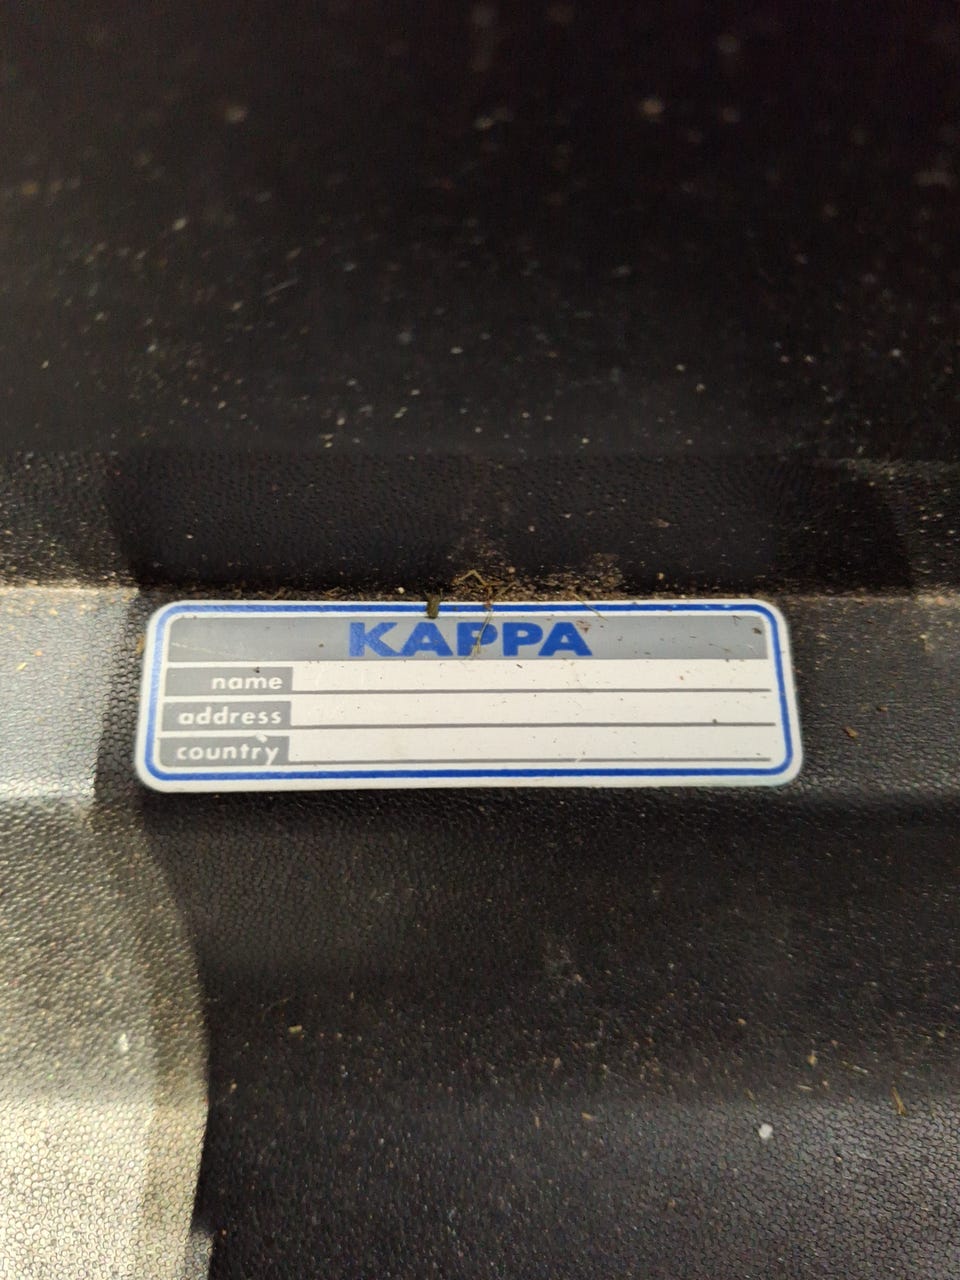 KAPPA
name
address
country